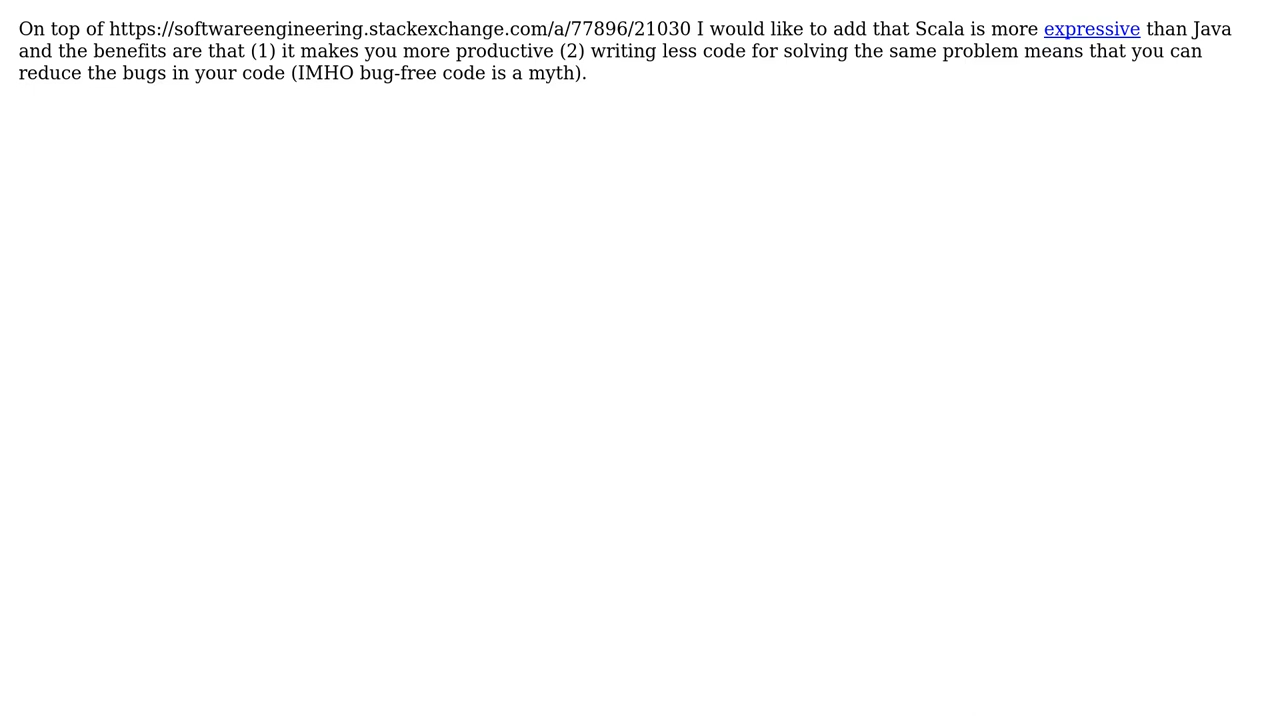 On top of https://softwareengineering.stackexchange.com/a/77896/21030 I would like to add that Scala is more expressive than Java
and the benefits are that (1) it makes you more productive (2) writing less code for solving the same problem means that you can
reduce the bugs in your code (IMHO bug-free code is a myth).